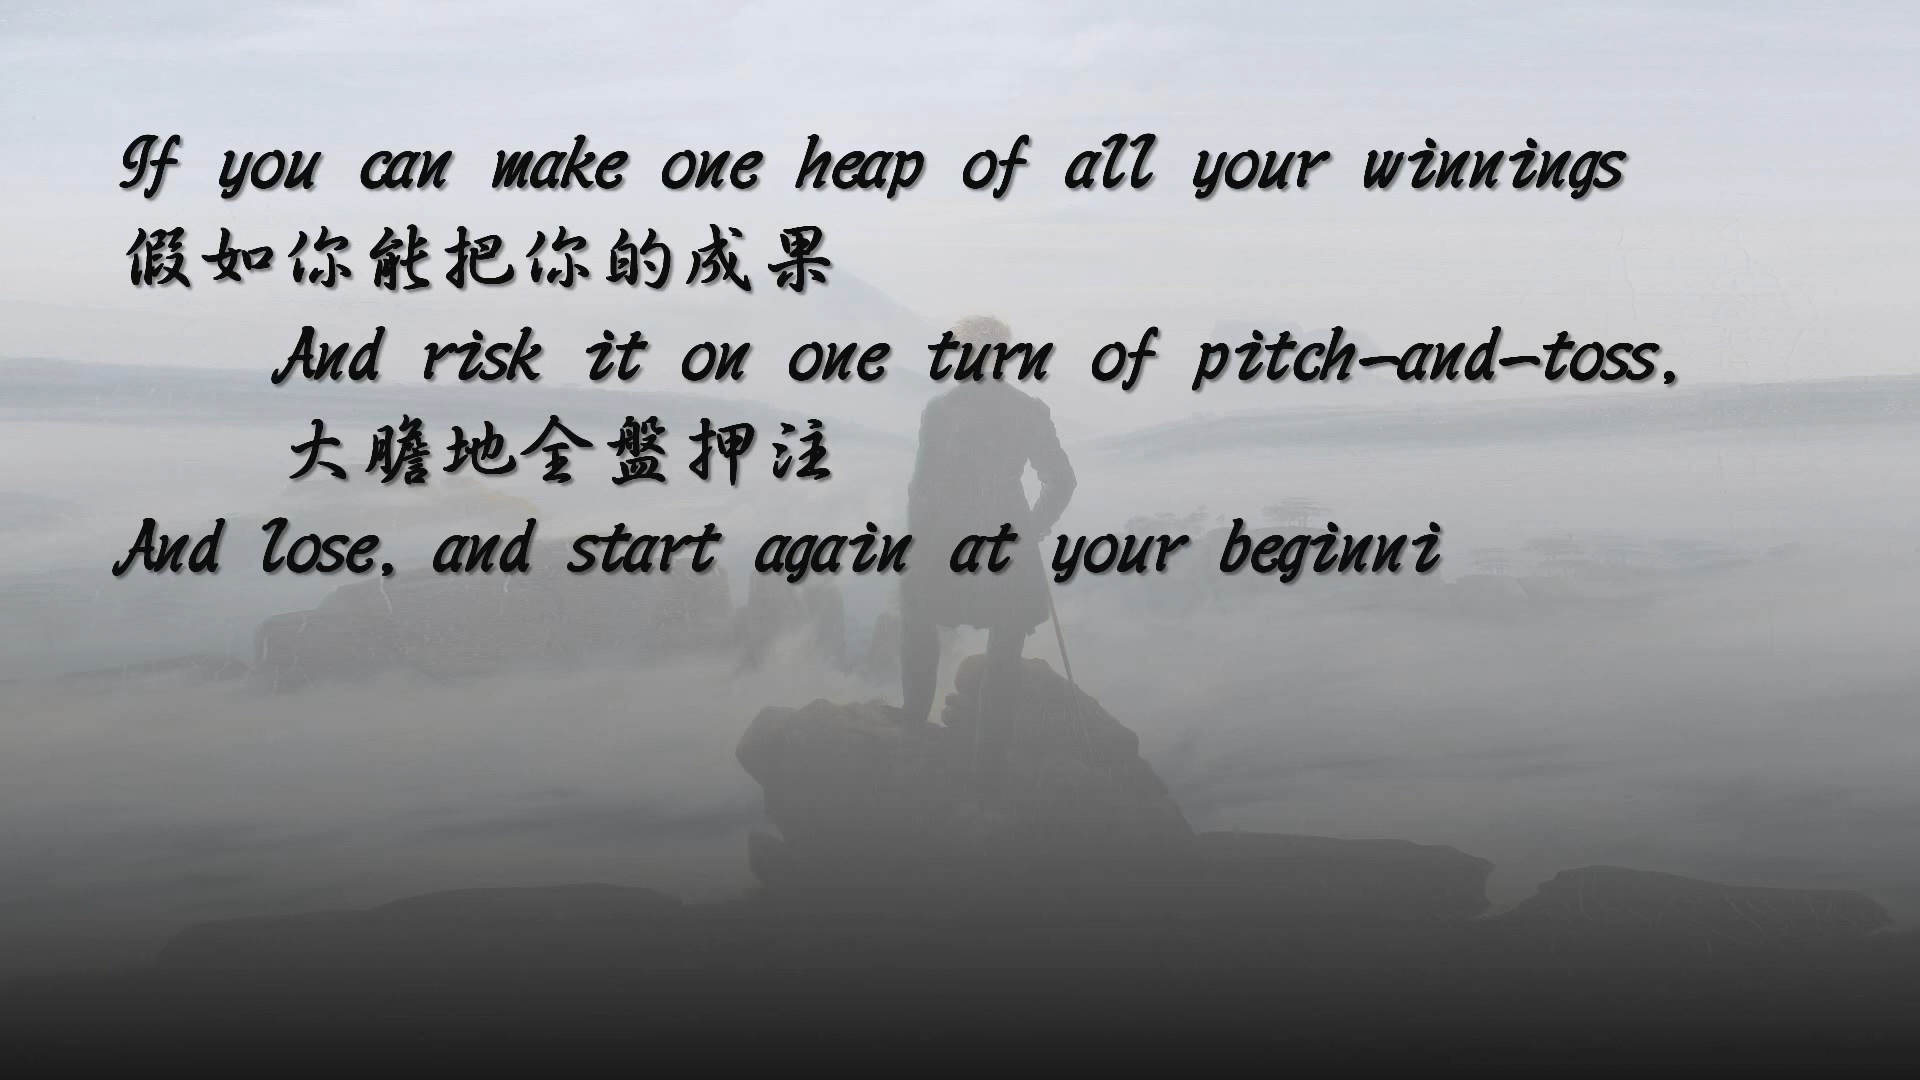 If you can make one heap of all your winnings
假如你能把你的成果
And risk it on one turn of pitch-and-toss,
大瞻地全盤押注
And lose, and start again at your beginni